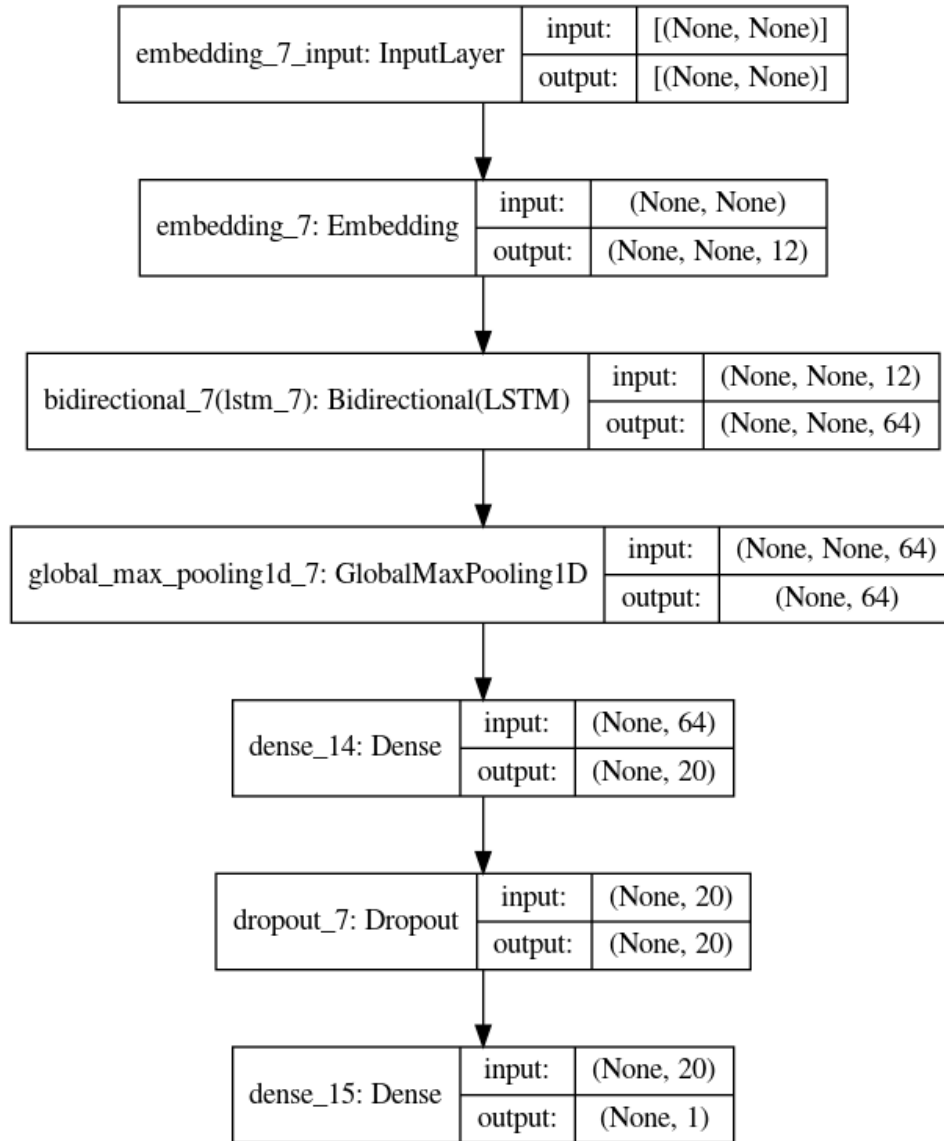 embedding_7_input: InputLayer
input:
[(None, None)]
output:
[(None, None)]
embedding_7: Embedding
input:
(None, None)
output:
(None, None, 12)
bidirectional_7(lstm_7): Bidirectional(LSTM)
input:
(None, None, 12)
output:
(None, None, 64)
global_max_pooling1d_7: GlobalMaxPooling1D
input:
(None, None, 64)
output:
(None, 64)
dense_14: Dense
input:
(None, 64)
output:
(None, 20)
dropout_7: Dropout
input:
(None, 20)
output:
(None, 20)
dense_15: Dense
input:
(None, 20)
output:
(None, 1)